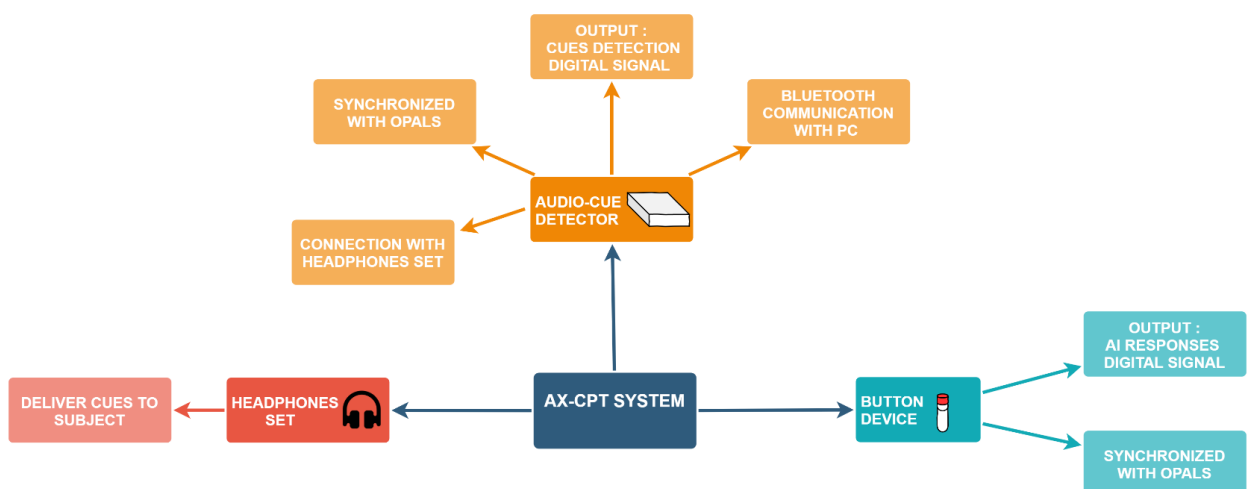 OUTPUT :
CUES DETECTION
DIGITAL SIGNAL
SYNCHRONIZED
WITH OPALS
BLUETOOTH
COMMUNICATION
WITH PC
AUDIO-CUE
DETECTOR
CONNECTION WITH
HEADPHONES SET
OUTPUT :
AI RESPONSES
DIGITAL SIGNAL
DELIVER CUES TO
SUBJECT
HEADPHONES
SET
AX-CPT SYSTEM
BUTTON
DEVICE
SYNCHRONIZED
WITH OPALS